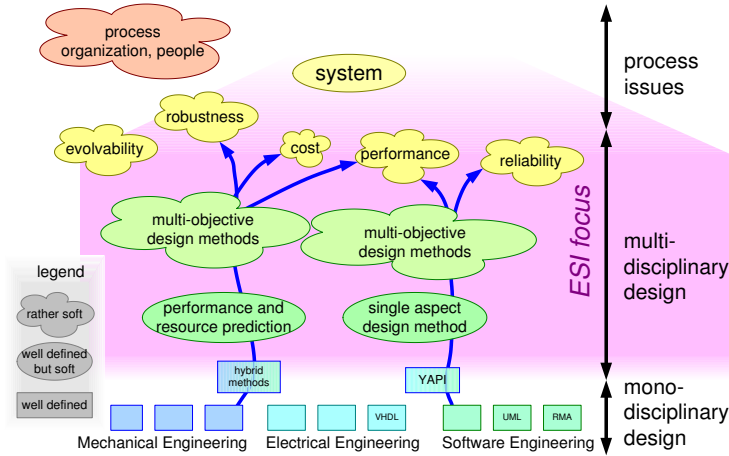 process
organization, people
system
process
issues
robustness
cost
evolvability
performance
reliability
multi-objective
design methods
multi-objective
design methods
ESI focus
multi-
disciplinary
design
legend
rather soft
well defined
but soft
well defined
performance and
resource prediction
single aspect
design method
hybrid
methods
YAPI
mono-
disciplinary
design
VHDL
UML
RMA
Mechanical Engineering
Electrical Engineering
Software Engineering